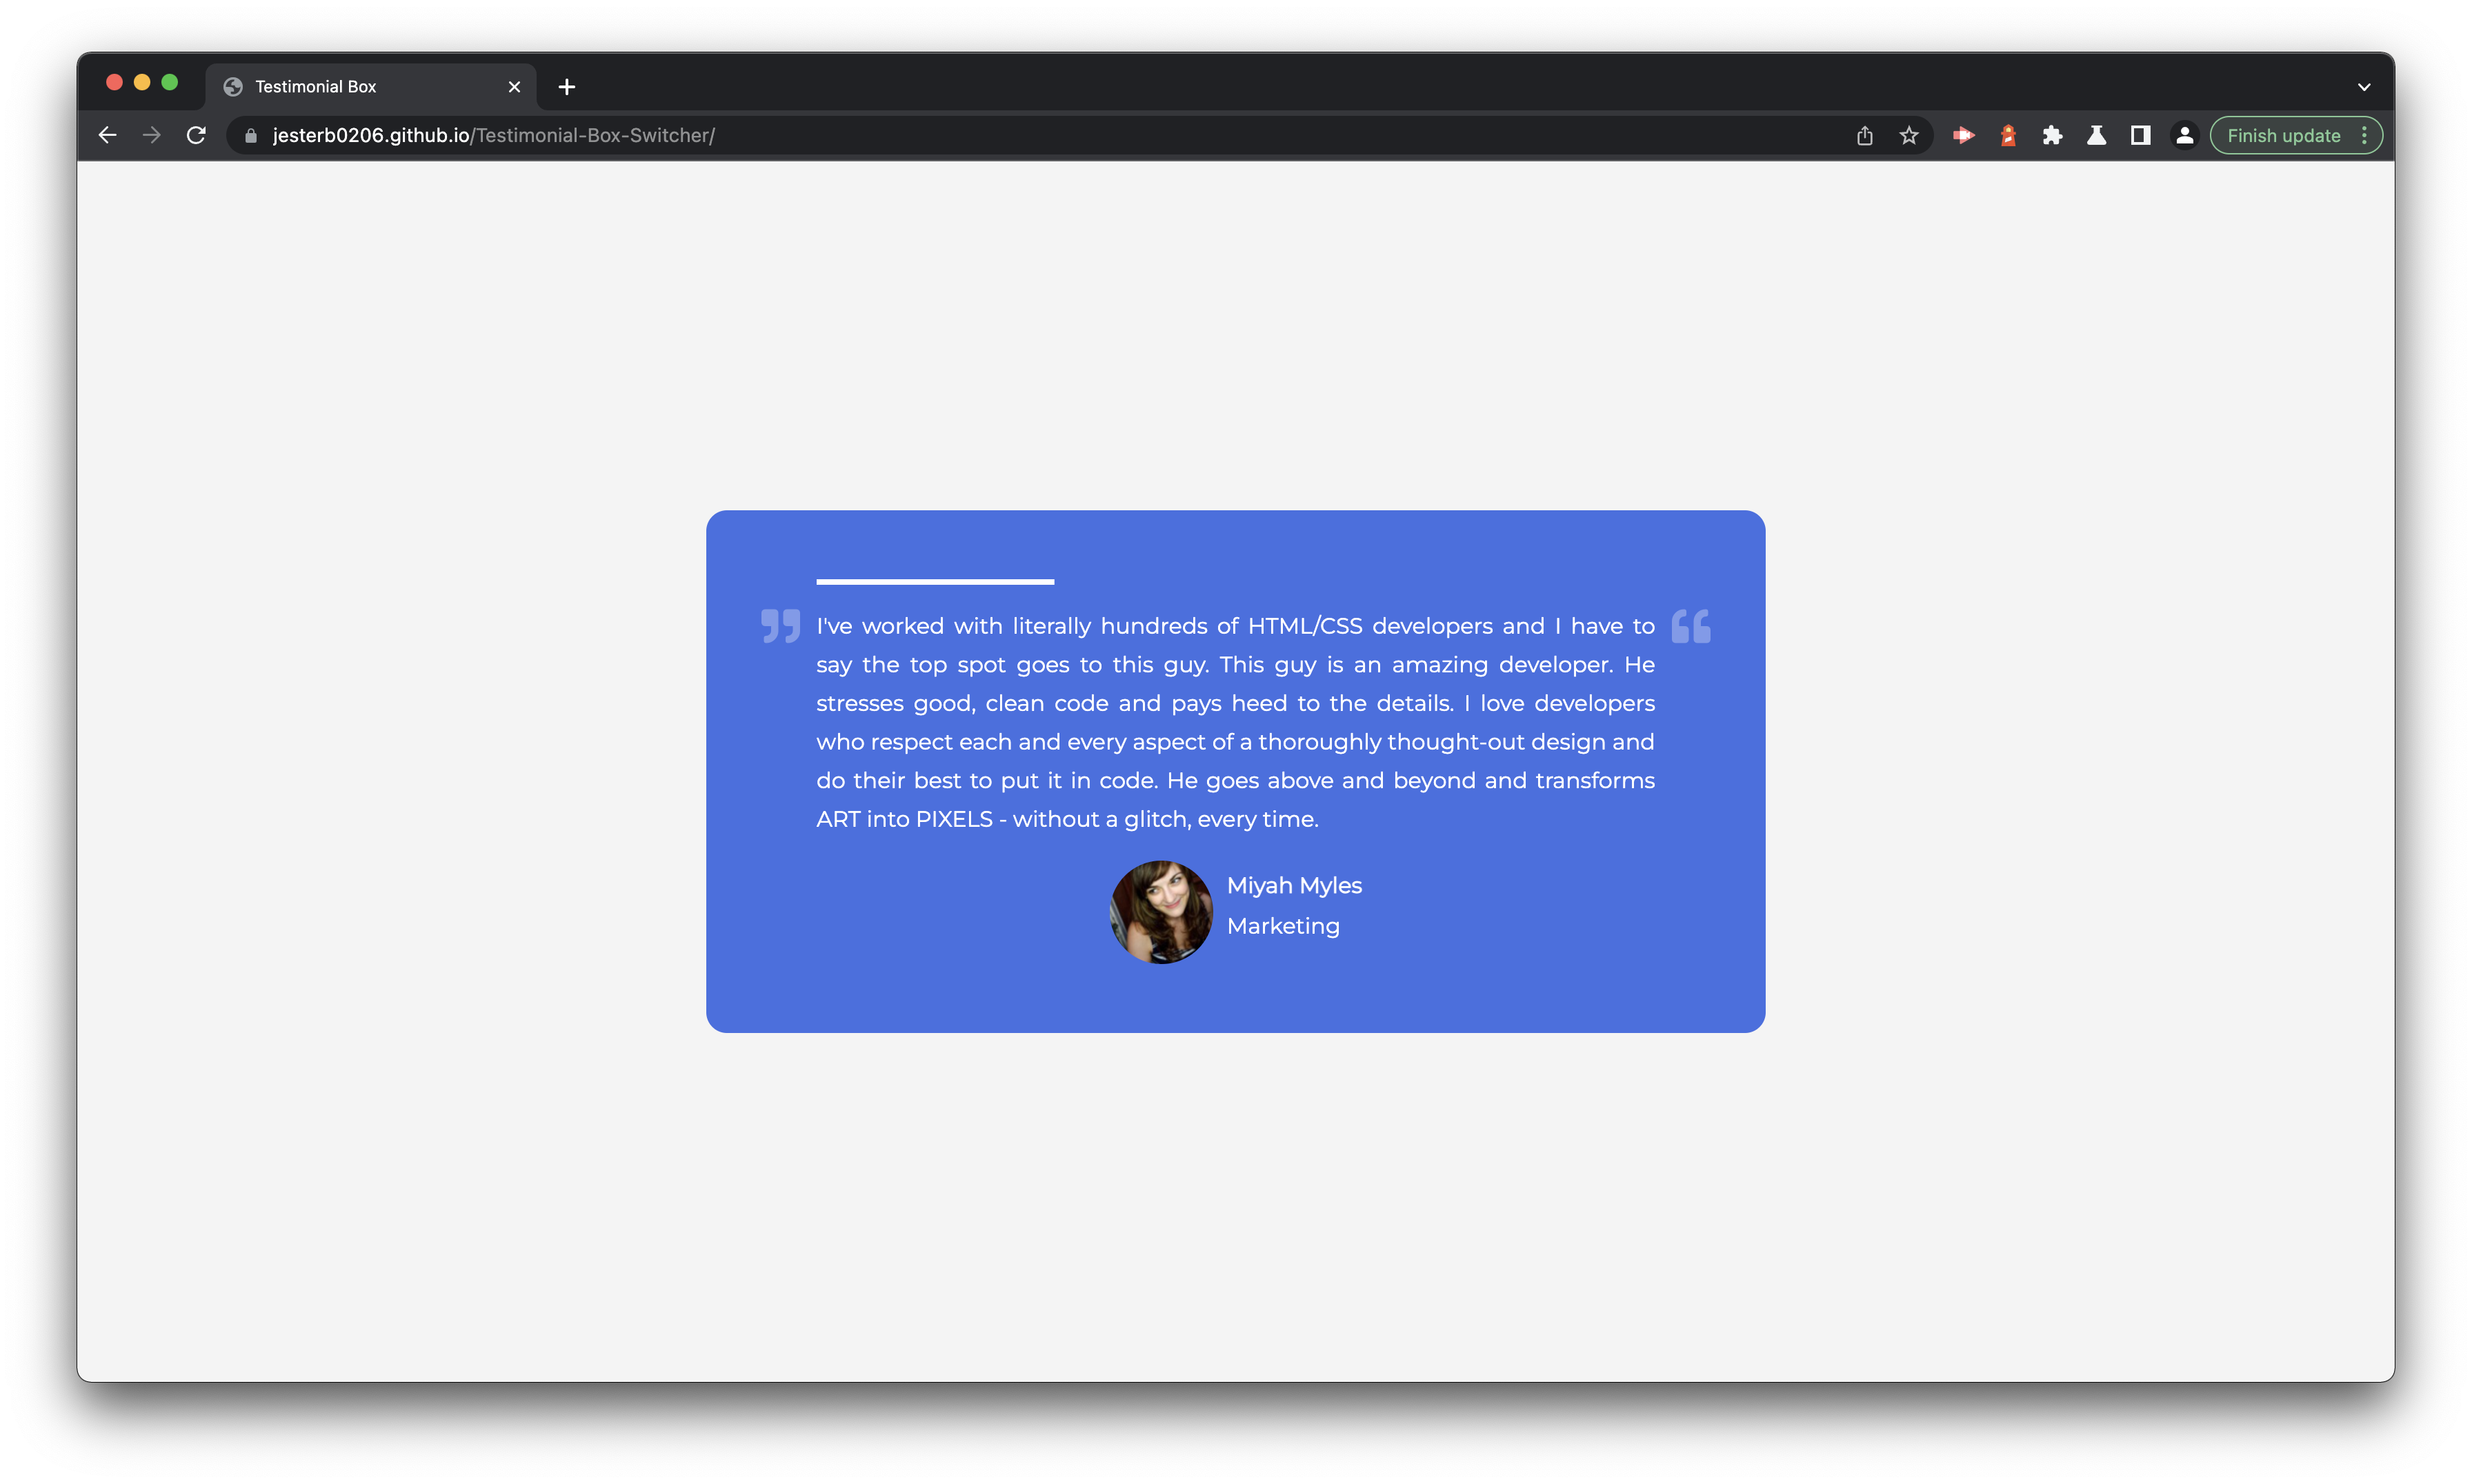 Testimonial Box
jesterb0206.github.io/Testimonial-Box-Switcher/
Finish update
I've worked with literally hundreds of HTML/CSS developers and I have to
say the top spot goes to this guy. This guy is an amazing developer. He
stresses good, clean code and pays heed to the details. I love developers
who respect each and every aspect of a thoroughly thought-out design and
do their best to put it in code. He goes above and beyond and transforms
ART into PIXELS - without a glitch, every time.
Miyah Myles
Marketing